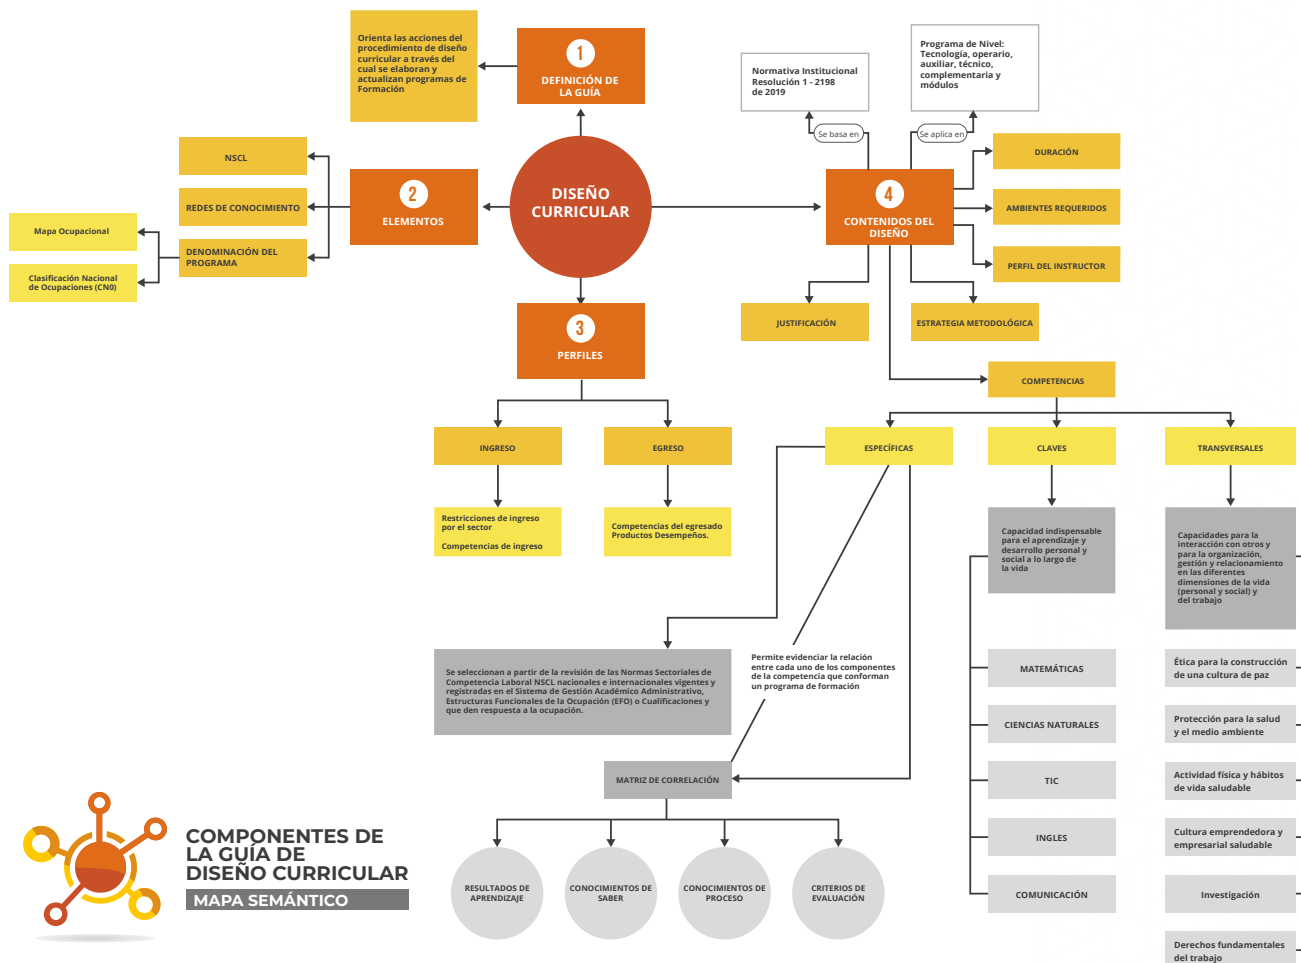 Orienta las acciones del
procedimiento de diseño
curricular a través del
cual se elaboran y
actualizan programas de
Formación
1
DEFINICIÓN DE
LA GUÍA
Normativa Institucional
Resolución 1 - 2198
de 2019
Programa de Nivel:
Tecnología, operario,
auxiliar, técnico,
complementaria y
módulos
Se basa en
Se aplica en
NSCL
REDES DE CONOCIMIENTO
DENOMINACIÓN DEL
PROGRAMA
Mapa Ocupacional
Clasificación Nacional
de Ocupaciones (CN0)
2
ELEMENTOS
DISEÑO
CURRICULAR
4
CONTENIDOS DEL
DISEÑO
DURACIÓN
AMBIENTES REQUERIDOS
PERFIL DEL INSTRUCTOR
JUSTIFICACIÓN
ESTRATEGIA METODOLÓGICA
3
PERFILES
COMPETENCIAS
INGRESO
EGRESO
ESPECÍFICAS
CLAVES
TRANSVERSALES
Restricciones de ingreso
por el sector
Competencias de ingreso
Competencias del egresado
Productos Desempeños.
Capacidad indispensable
para el aprendizaje y
desarrollo personal y
social a lo largo de
la vida
Capacidades para la
interacción con otros y
para la organización,
gestión y relacionamiento
en las diferentes
dimensiones de la vida
(personal y social) y
del trabajo
Se seleccionan a partir de la revisión de las Normas Sectoriales de
Competencia Laboral NSCL nacionales e internacionales vigentes y
registradas en el Sistema de Gestión Académico Administrativo,
Estructuras Funcionales de la Ocupación (EFO) o Cualificaciones y
que den respuesta a la ocupación.
Permite evidenciar la relación
entre cada uno de los componentes
de la competencia que conforman
un programa de formación
MATRIZ DE CORRELACIÓN
RESULTADOS DE
APRENDIZAJE
CONOCIMIENTOS DE
SABER
CONOCIMIENTOS DE
PROCESO
CRITERIOS DE
EVALUACIÓN
MATEMÁTICAS
CIENCIAS NATURALES
TIC
INGLES
COMUNICACIÓN
Ética para la construcción
de una cultura de paz
Protección para la salud
y el medio ambiente
Actividad física y hábitos
de vida saludable
Cultura emprendedora y
empresarial saludable
Investigación
Derechos fundamentales
del trabajo
COMPONENTES DE
LA GUÍA DE
DISEÑO CURRICULAR
MAPA SEMÁNTICO